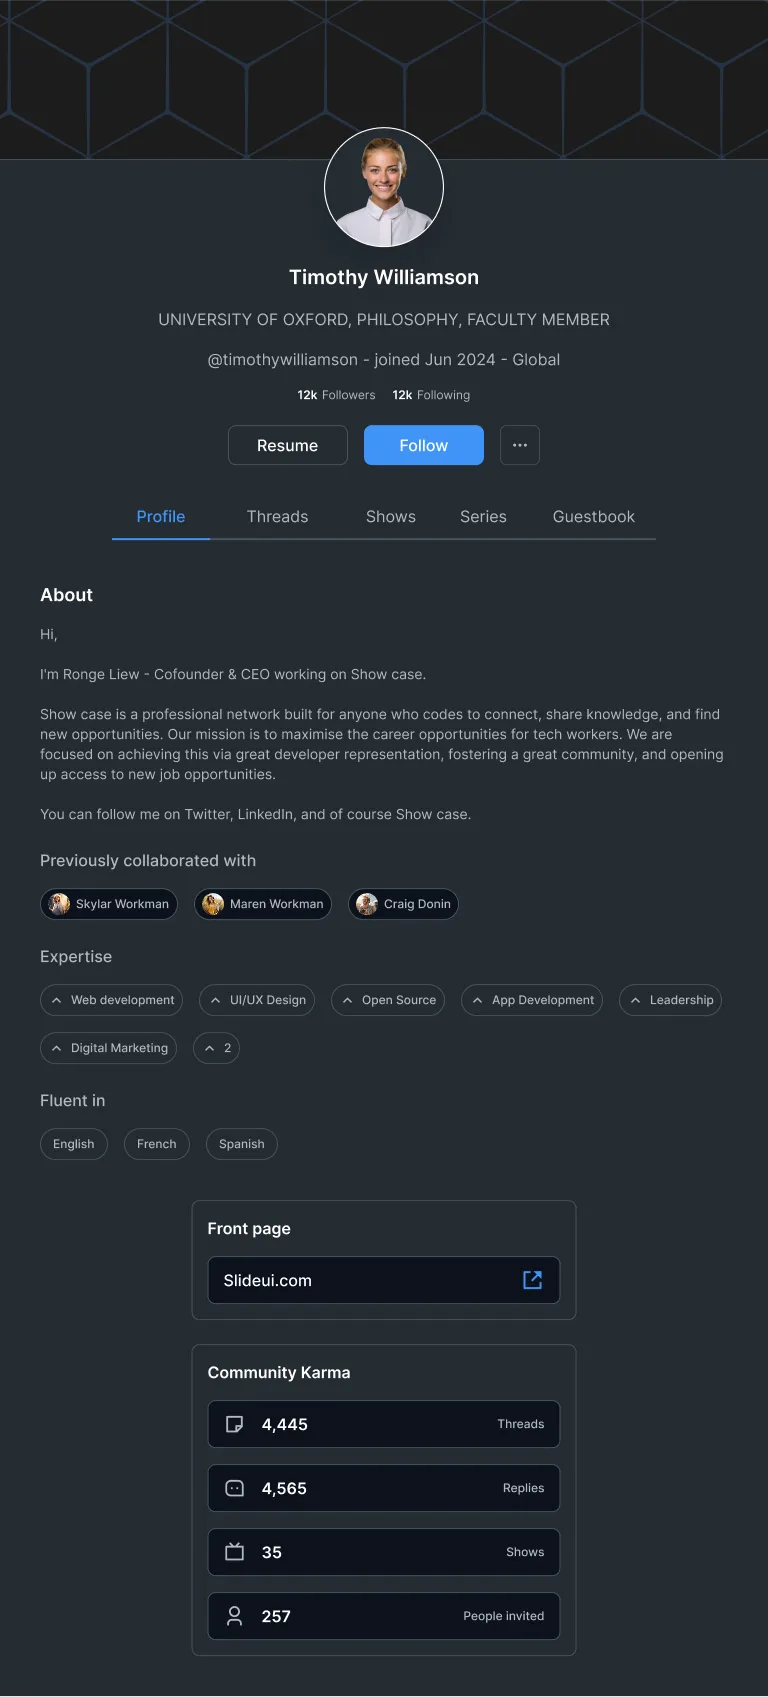 Timothy Williamson
UNIVERSITY OF OXFORD, PHILOSOPHY, FACULTY MEMBER
@timothywilliamson - joined Jun 2024 - Global
12k Followers 12k Following
Resume Follow ...
Profile Threads Shows Series Guestbook
About
Hi,
I'm Ronge Liew - Cofounder & CEO working on Show case.
Show case is a professional network built for anyone who codes to connect, share knowledge, and find
new opportunities. Our mission is to maximise the career opportunities for tech workers. We are
focused on achieving this via great developer representation, fostering a great community, and opening
up access to new job opportunities.
You can follow me on Twitter, LinkedIn, and of course Show case.
Previously collaborated with
Skylar Workman Maren Workman Craig Donin
Expertise
Web development UI/UX Design Open Source App Development Leadership
Digital Marketing 2
Fluent in
English French Spanish
Front page
Slideui.com
Community Karma
4,445 Threads
4,565 Replies
35 Shows
257 People invited